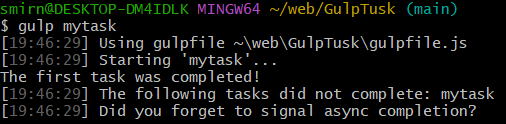 smirn@DESKTOP-DM4IDLK MINGW64 ~/web/GulpTusk (main)
$ gulp mytask
[19:46:29] Using gulpfile ~\web\GulpTusk\gulpfile.js
[19:46:29] Starting 'mytask'...
The first task was completed!
[19:46:29] The following tasks did not complete: mytask
[19:46:29] Did you forget to signal async completion?